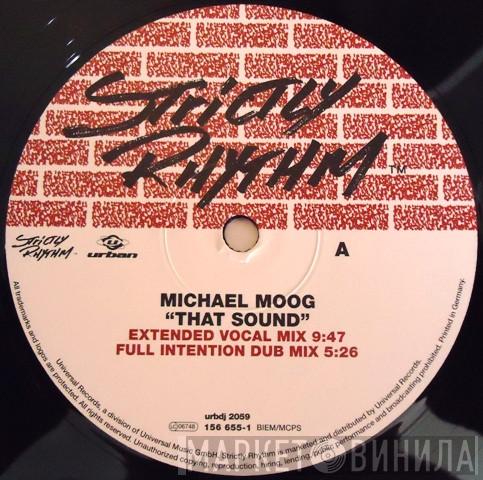 STRICTLY
RHYTHM™
STRICTLY
RHYTHM™
urban
A
MICHAEL MOOG
“THAT SOUND”
EXTENDED VOCAL MIX 9:47
FULL INTENTION DUB MIX 5:26
urbdj 2059
LC 06748 156 655-1 BIEM/MCPS
Universal Records, a division of Universal Music GmbH. Strictly Rhythm is marketed and distributed by Universal Records.
All trademarks and logos are protected. All rights reserved. Unauthorized copying, reproduction, hiring, lending, public performance and broadcasting prohibited. Printed in Germany.
МАРКЕТ ВИНИЛА